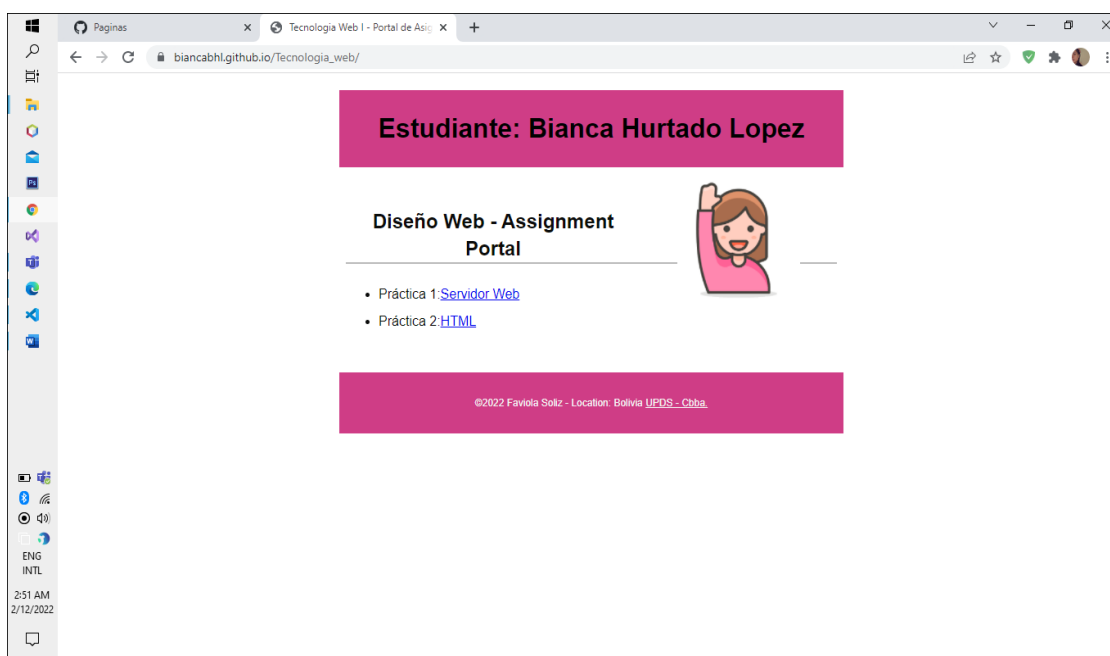 Paginas
Tecnologia Web I - Portal de Asig
biancabhl.github.io/Tecnologia_web/
Estudiante: Bianca Hurtado Lopez
Diseño Web - Assignment
Portal
Práctica 1:Servidor Web
Práctica 2:HTML
©2022 Faviola Soliz - Location: Bolivia UPDS - Cbba.
Ps
ENG
INTL
2:51 AM
2/12/2022